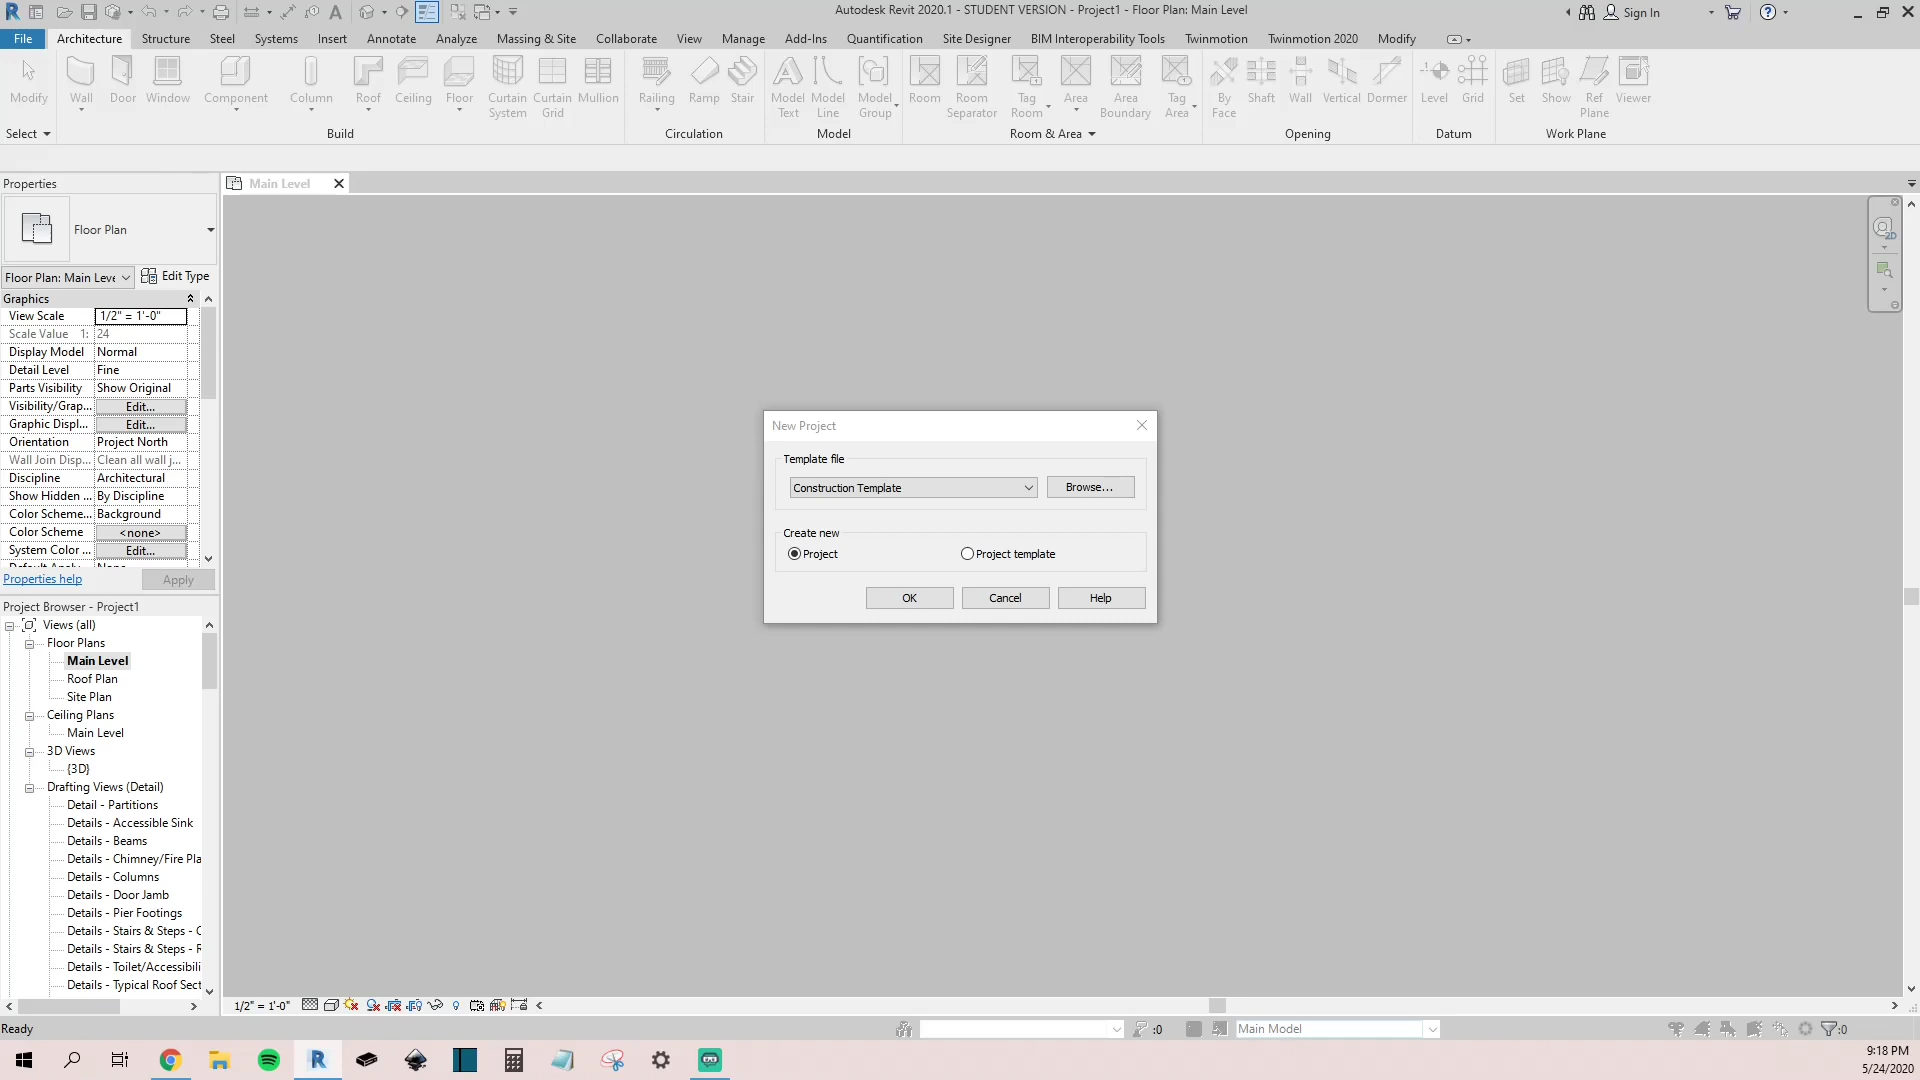 Autodesk Revit 2020.1 - STUDENT VERSION - Project1 - Floor Plan: Main Level
Sign In
File Architecture Structure Steel Systems Insert Annotate Analyze Massing & Site Collaborate View Manage Add-Ins Quantification Site Designer BIM Interoperability Tools Twinmotion Twinmotion 2020 Modify
Modify Wall Door Window Component Column Roof Ceiling Floor Curtain System Curtain Grid Mullion Railing Ramp Stair Model Text Model Line Model Group Room Room Separator Tag Room Area Area Boundary Tag Area By Face Shaft Wall Vertical Dormer Level Grid Set Show Ref Plane Viewer
Select Build Circulation Model Room & Area Opening Datum Work Plane
Properties
Main Level
Floor Plan
Floor Plan: Main Leve Edit Type
Graphics
View Scale 1/2" = 1'-0"
Scale Value 1: 24
Display Model Normal
Detail Level Fine
Parts Visibility Show Original
Visibility/Grap... Edit...
Graphic Displ... Edit...
Orientation Project North
Wall Join Disp... Clean all wall j...
Discipline Architectural
Show Hidden ... By Discipline
Color Scheme... Background
Color Scheme <none>
System Color ... Edit...
Properties help Apply
Project Browser - Project1
Views (all)
Floor Plans
Main Level
Roof Plan
Site Plan
Ceiling Plans
Main Level
3D Views
{3D}
Drafting Views (Detail)
Detail - Partitions
Details - Accessible Sink
Details - Beams
Details - Chimney/Fire Pla
Details - Columns
Details - Door Jamb
Details - Pier Footings
Details - Stairs & Steps - C
Details - Stairs & Steps - R
Details - Toilet/Accessibili
Details - Typical Roof Sect
New Project
Template file
Construction Template Browse...
Create new
Project Project template
OK Cancel Help
2D
1/2" = 1'-0"
Ready :0 Main Model :0
9:18 PM
5/24/2020